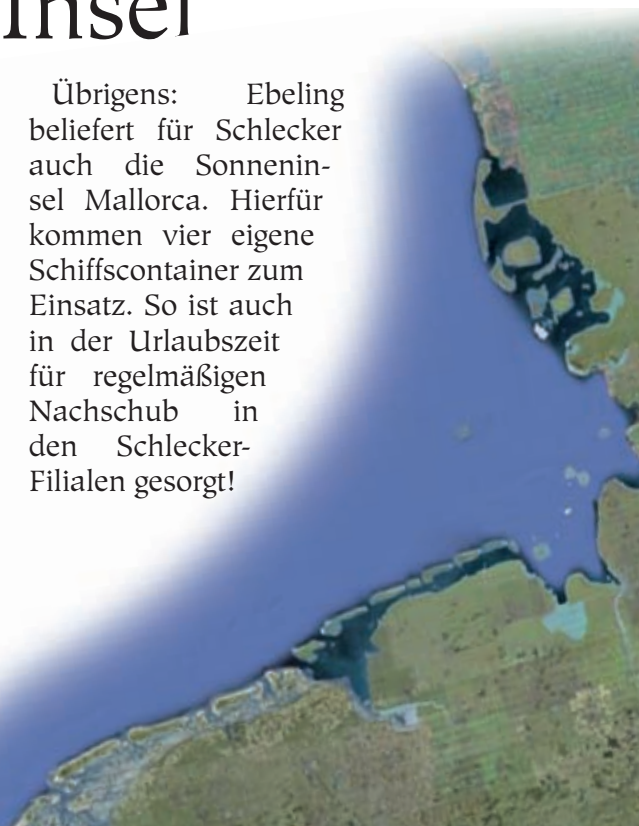 Insel
Übrigens: Ebeling
beliefert für Schlecker
auch die Sonnenin-
sel Mallorca. Hierfür
kommen vier eigene
Schiffscontainer zum
Einsatz. So ist auch
in der Urlaubszeit
für regelmäßigen
Nachschub in
den Schlecker-
Filialen gesorgt!